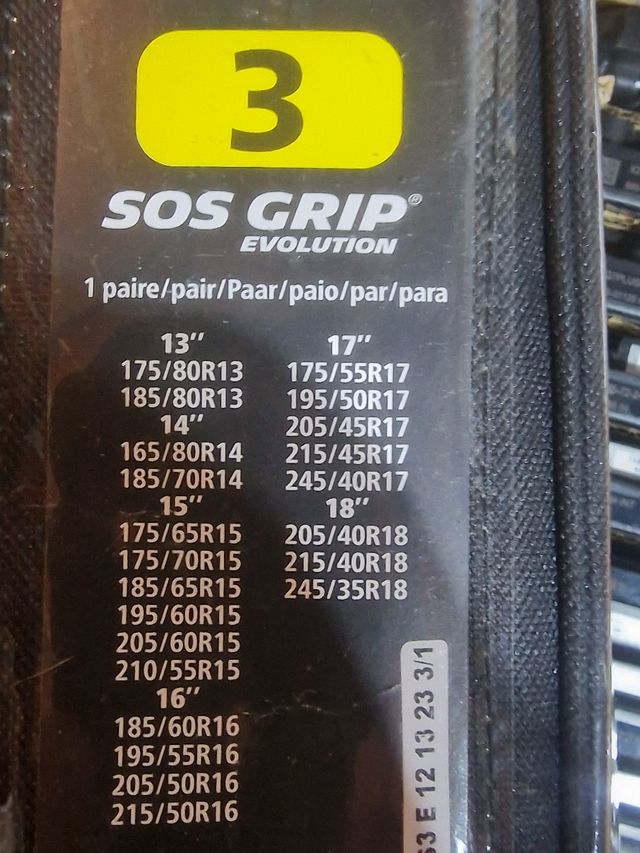 3
SOS GRIP®
EVOLUTION
1 paire/pair/Paar/paio/par/para
13"
175/80R13
185/80R13
14"
165/80R14
185/70R14
15"
175/65R15
175/70R15
185/65R15
195/60R15
205/60R15
210/55R15
16"
185/60R16
195/55R16
205/50R16
215/50R16
17"
175/55R17
195/50R17
205/45R17
215/45R17
245/40R17
18"
205/40R18
215/40R18
245/35R18
E 12 13 23 3/1